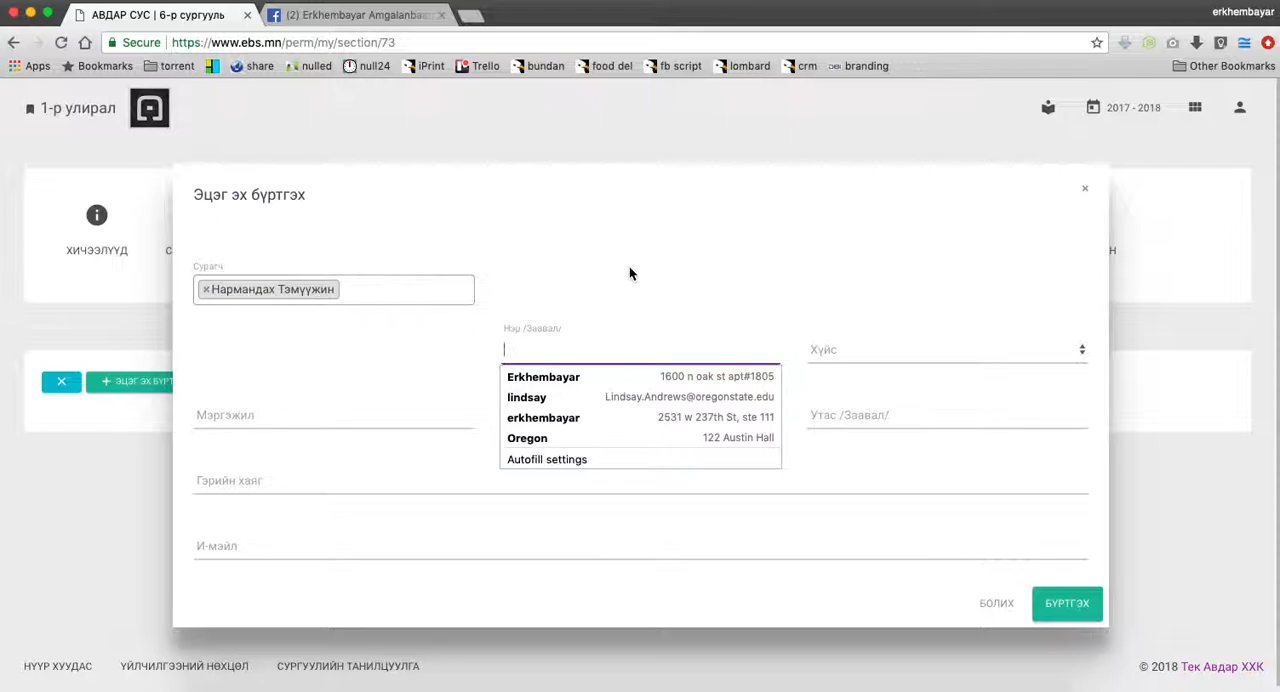 АВДАР СУС | 6-р сургууль
(2) Erkhembayar Amgalanbaa
erkhembayar
Secure https://www.ebs.mn/perm/my/section/73
Apps Bookmarks torrent share nulled null24 iPrint Trello bundan food del fb script lombard crm branding Other Bookmarks
1-р улирал
2017 - 2018
Эцэг эх бүртгэх
×
ХИЧЭЭЛҮҮД
С
Н
Сурагч
×Нармандах Тэмүүжин
Нэр /Заавал/
Хүйс
+ ЭЦЭГ ЭХ БҮРТ
Erkhembayar 1600 n oak st apt#1805
lindsay Lindsay.Andrews@oregonstate.edu
erkhembayar 2531 w 237th St, ste 111
Oregon 122 Austin Hall
Autofill settings
Мэргэжил
Утас /Заавал/
Гэрийн хаяг
И-мэйл
БОЛИХ
БҮРТГЭХ
НҮҮР ХУУДАС ҮЙЛЧИЛГЭЭНИЙ НӨХЦӨЛ СУРГУУЛИЙН ТАНИЛЦУУЛГА
© 2018 Тек Авдар ХХК